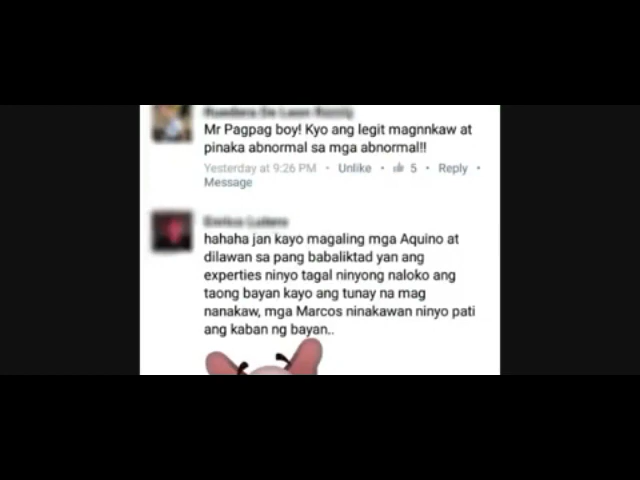 Mr Pagpag boy! Kyo ang legit magnnkaw at
pinaka abnormal sa mga abnormal!!
Yesterday at 9:26 PM • Unlike • 5 • Reply •
Message
hahaha jan kayo magaling mga Aquino at
dilawan sa pang babaliktad yan ang
experties ninyo tagal ninyong naloko ang
taong bayan kayo ang tunay na mag
nanakaw, mga Marcos ninakawan ninyo pati
ang kaban ng bayan..